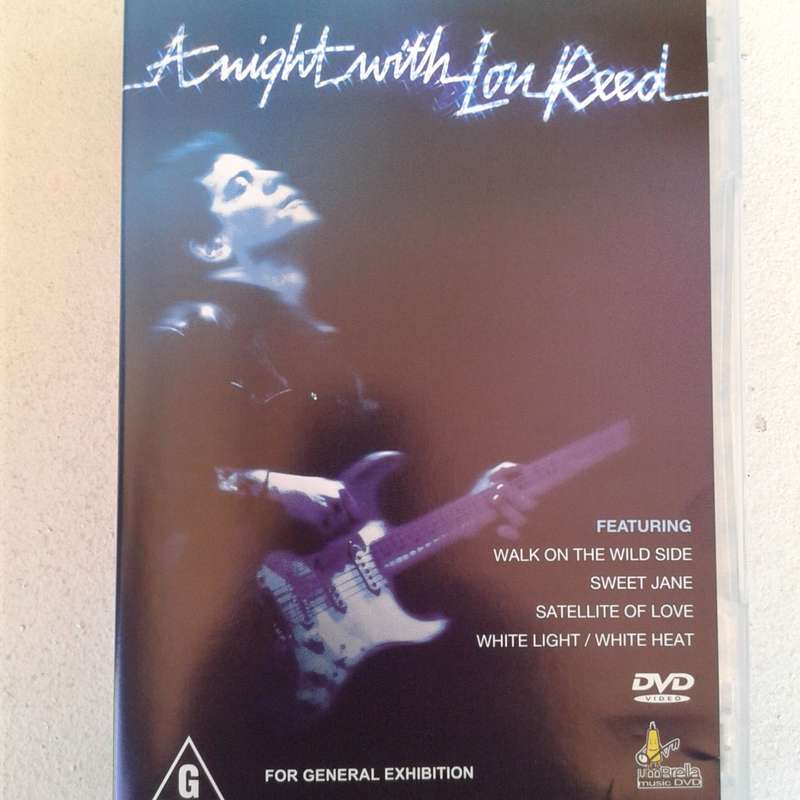 A night with Lou Reed
FEATURING
WALK ON THE WILD SIDE
SWEET JANE
SATELLITE OF LOVE
WHITE LIGHT / WHITE HEAT
DVD
VIDEO
umbrella
music DVD
G
FOR GENERAL EXHIBITION